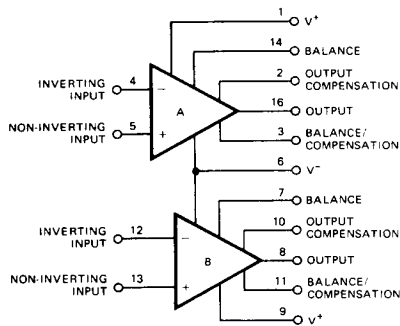 1 V+
14 BALANCE
2 OUTPUT
COMPENSATION
INVERTING 4
INPUT
−
A
16 OUTPUT
NON-INVERTING 5
INPUT
+
3 BALANCE/
COMPENSATION
6 V−
7 BALANCE
10 OUTPUT
COMPENSATION
INVERTING 12
INPUT
−
B
8 OUTPUT
NON-INVERTING 13
INPUT
+
11 BALANCE/
COMPENSATION
9 V+